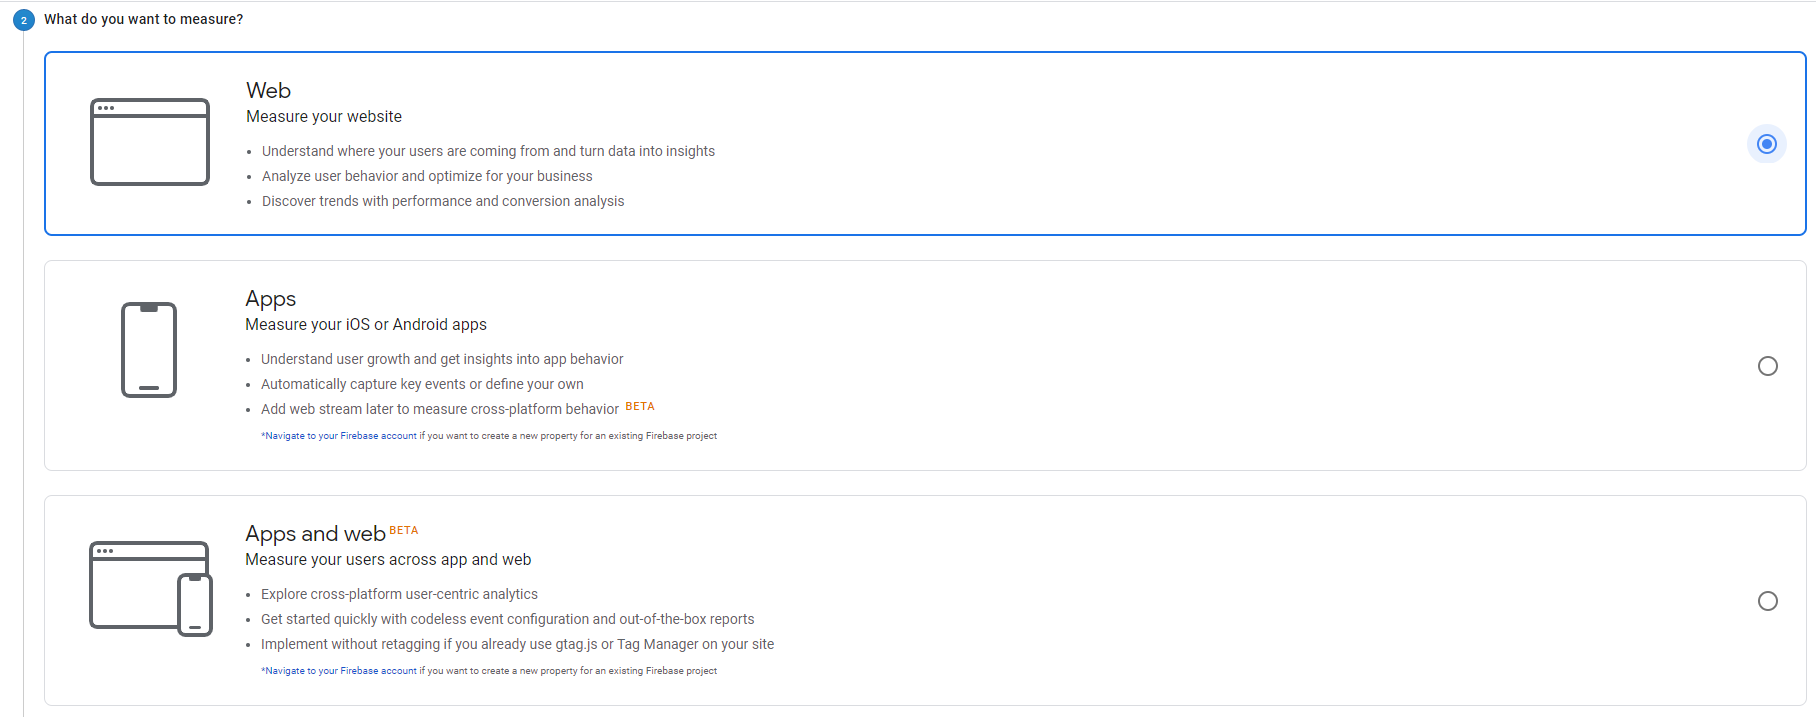 2 What do you want to measure?
Web
Measure your website
• Understand where your users are coming from and turn data into insights
• Analyze user behavior and optimize for your business
• Discover trends with performance and conversion analysis
Apps
Measure your iOS or Android apps
• Understand user growth and get insights into app behavior
• Automatically capture key events or define your own
• Add web stream later to measure cross-platform behavior BETA
*Navigate to your Firebase account if you want to create a new property for an existing Firebase project
Apps and web BETA
Measure your users across app and web
• Explore cross-platform user-centric analytics
• Get started quickly with codeless event configuration and out-of-the-box reports
• Implement without retagging if you already use gtag.js or Tag Manager on your site
*Navigate to your Firebase account if you want to create a new property for an existing Firebase project